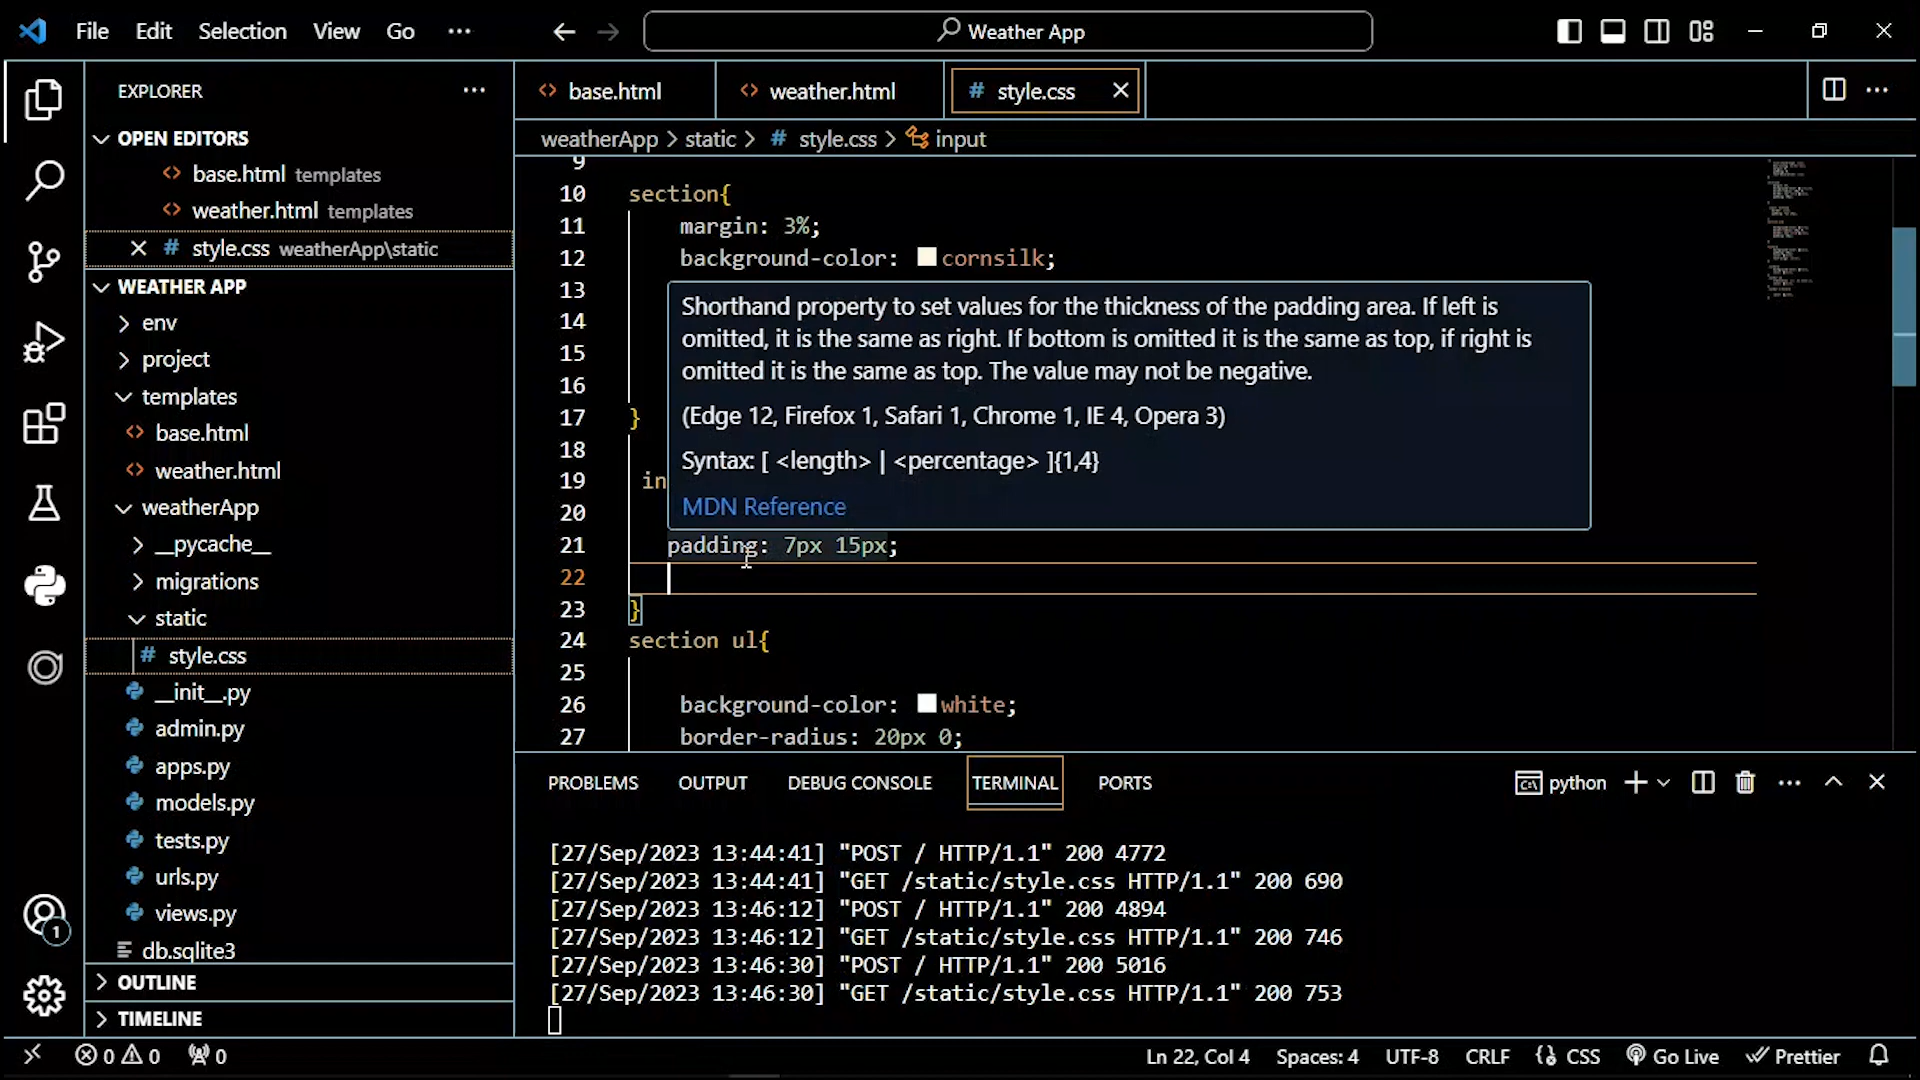 File Edit Selection View Go ··· Weather App
EXPLORER ···
OPEN EDITORS
base.html templates
weather.html templates
style.css weatherApp\static
WEATHER APP
env
project
templates
base.html
weather.html
weatherApp
__pycache__
migrations
static
style.css
__init__.py
admin.py
apps.py
models.py
tests.py
urls.py
views.py
db.sqlite3
OUTLINE
TIMELINE
base.html weather.html # style.css
weatherApp > static > # style.css > input
9
10 section{
11 margin: 3%;
12 background-color: cornsilk;
13
14
15
16
17 }
18
19 in
20
21 padding: 7px 15px;
22
23 }
24 section ul{
25
26 background-color: white;
27 border-radius: 20px 0;
Shorthand property to set values for the thickness of the padding area. If left is
omitted, it is the same as right. If bottom is omitted it is the same as top, if right is
omitted it is the same as top. The value may not be negative.
(Edge 12, Firefox 1, Safari 1, Chrome 1, IE 4, Opera 3)
Syntax: [ <length> | <percentage> ]{1,4}
MDN Reference
PROBLEMS OUTPUT DEBUG CONSOLE TERMINAL PORTS python
[27/Sep/2023 13:44:41] "POST / HTTP/1.1" 200 4772
[27/Sep/2023 13:44:41] "GET /static/style.css HTTP/1.1" 200 690
[27/Sep/2023 13:46:12] "POST / HTTP/1.1" 200 4894
[27/Sep/2023 13:46:12] "GET /static/style.css HTTP/1.1" 200 746
[27/Sep/2023 13:46:30] "POST / HTTP/1.1" 200 5016
[27/Sep/2023 13:46:30] "GET /static/style.css HTTP/1.1" 200 753
1
0 0 0 Ln 22, Col 4 Spaces: 4 UTF-8 CRLF CSS Go Live Prettier